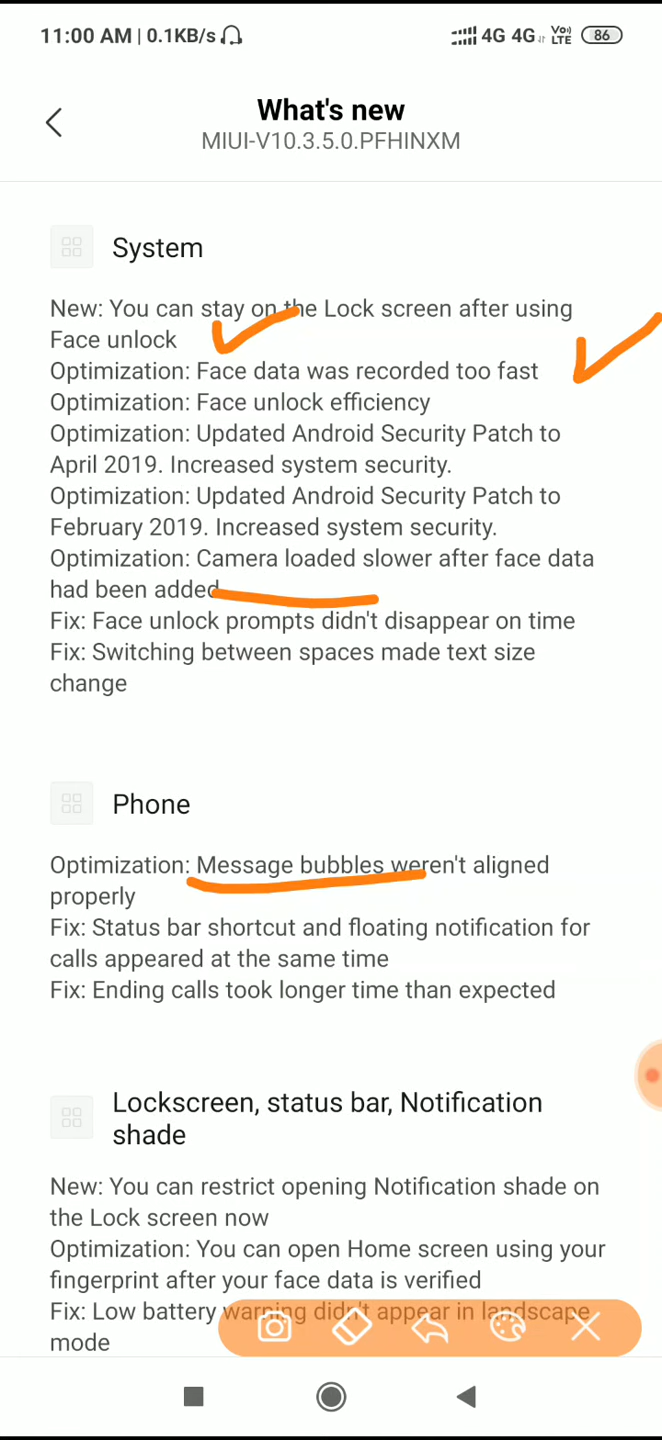 11:00 AM | 0.1KB/s 4G 4G Vo) LTE 86
What's new
MIUI-V10.3.5.0.PFHINXM
System
New: You can stay on the Lock screen after using
Face unlock
Optimization: Face data was recorded too fast
Optimization: Face unlock efficiency
Optimization: Updated Android Security Patch to
April 2019. Increased system security.
Optimization: Updated Android Security Patch to
February 2019. Increased system security.
Optimization: Camera loaded slower after face data
had been added
Fix: Face unlock prompts didn't disappear on time
Fix: Switching between spaces made text size
change
Phone
Optimization: Message bubbles weren't aligned
properly
Fix: Status bar shortcut and floating notification for
calls appeared at the same time
Fix: Ending calls took longer time than expected
Lockscreen, status bar, Notification
shade
New: You can restrict opening Notification shade on
the Lock screen now
Optimization: You can open Home screen using your
fingerprint after your face data is verified
Fix: Low battery warning didn't appear in landscape
mode